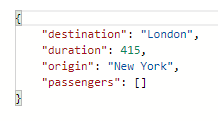 {
    "destination": "London",
    "duration": 415,
    "origin": "New York",
    "passengers": []
}